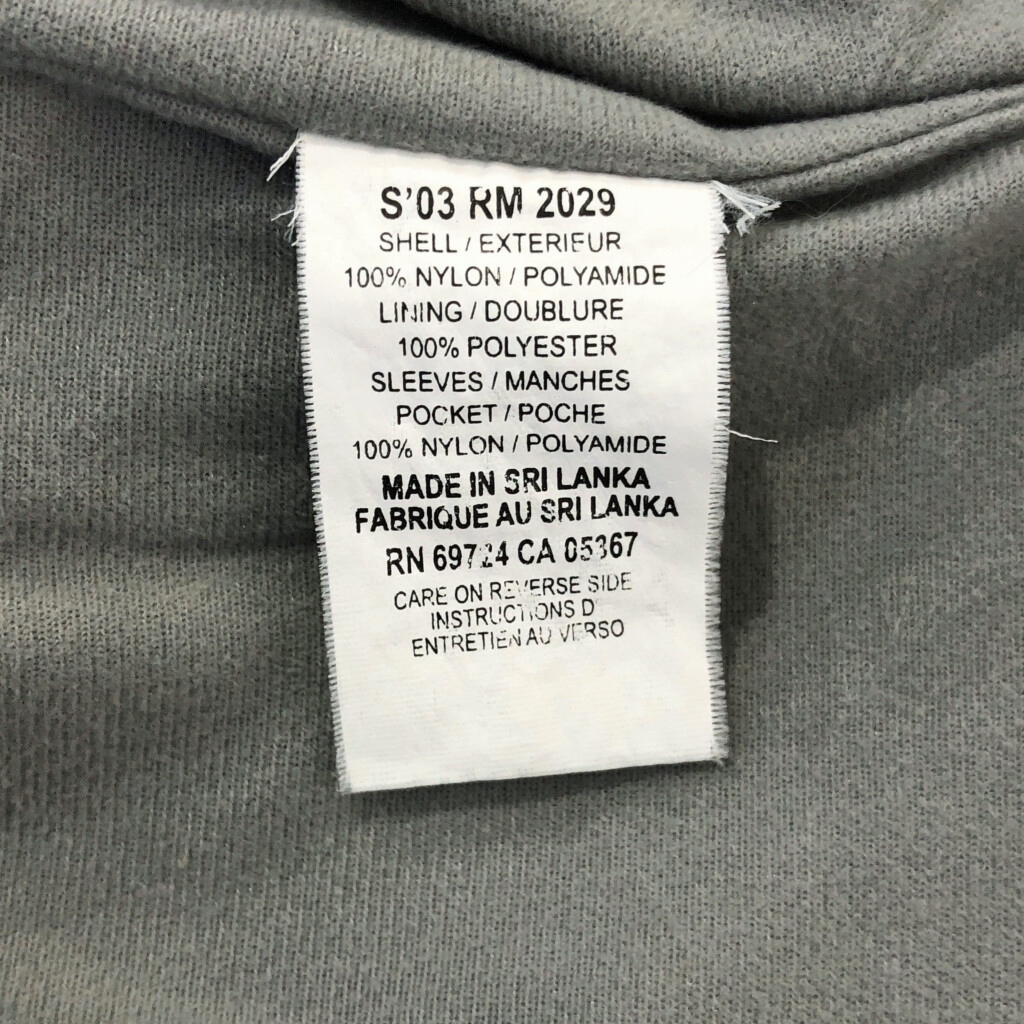 S'03 RM 2029
SHELL / EXTERIEUR
100% NYLON / POLYAMIDE
LINING / DOUBLURE
100% POLYESTER
SLEEVES / MANCHES
POCKET / POCHE
100% NYLON / POLYAMIDE
MADE IN SRI LANKA
FABRIQUE AU SRI LANKA
RN 69724 CA 05367
CARE ON REVERSE SIDE
INSTRUCTIONS D'
ENTRETIEN AU VERSO